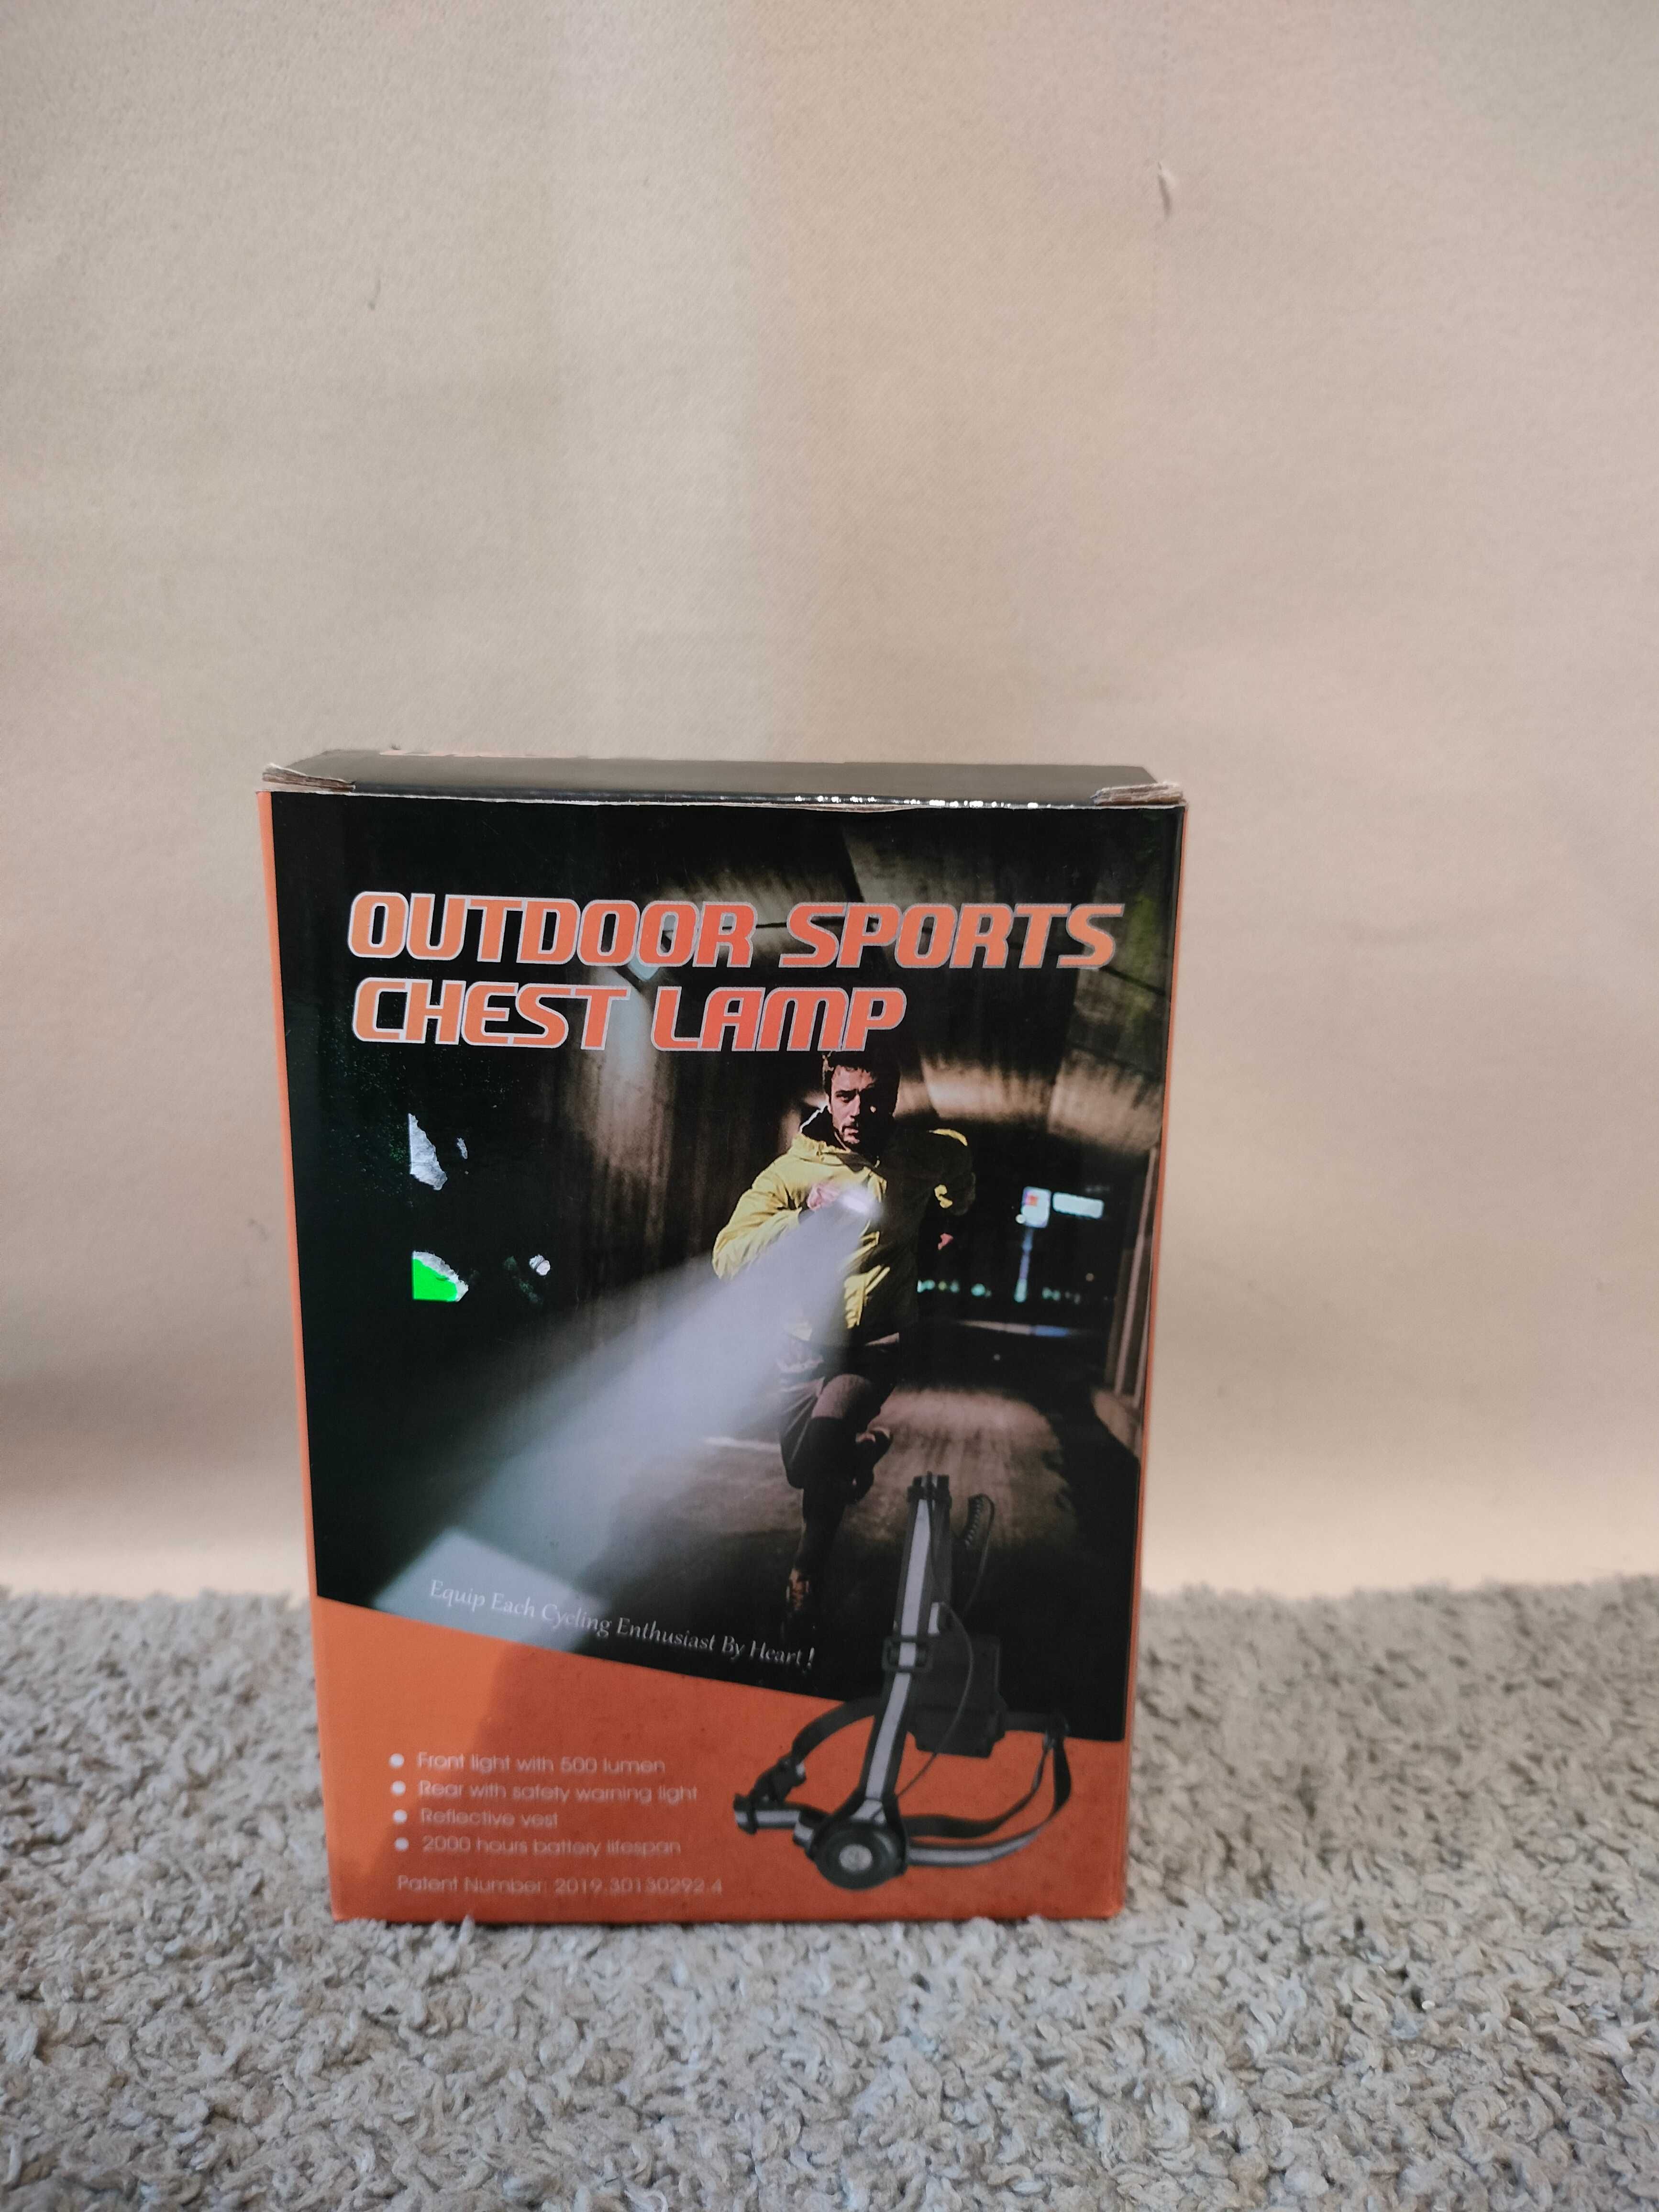 OUTDOOR SPORTS
CHEST LAMP
Equip Each Cycling Enthusiast By Heart !
Front light with 500 lumen
Rear with safety warning light
Reflective vest
2000 hours battery lifespan
Patent Number: 2019.30130292.4